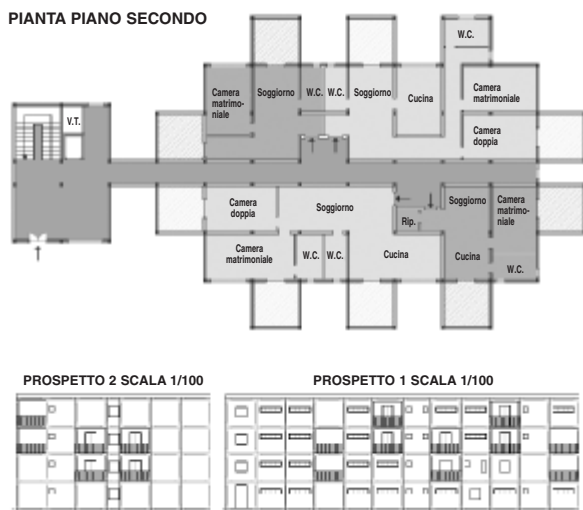 PIANTA PIANO SECONDO
W.C.
Camera
matrimo-
niale
Soggiorno
W.C.
W.C.
Soggiorno
Cucina
Camera
matrimoniale
V.T.
Camera
doppia
Camera
doppia
Soggiorno
Soggiorno
Camera
matrimo-
niale
Rip.
Camera
matrimoniale
W.C.
W.C.
Cucina
Cucina
W.C.
PROSPETTO 2 SCALA 1/100
PROSPETTO 1 SCALA 1/100